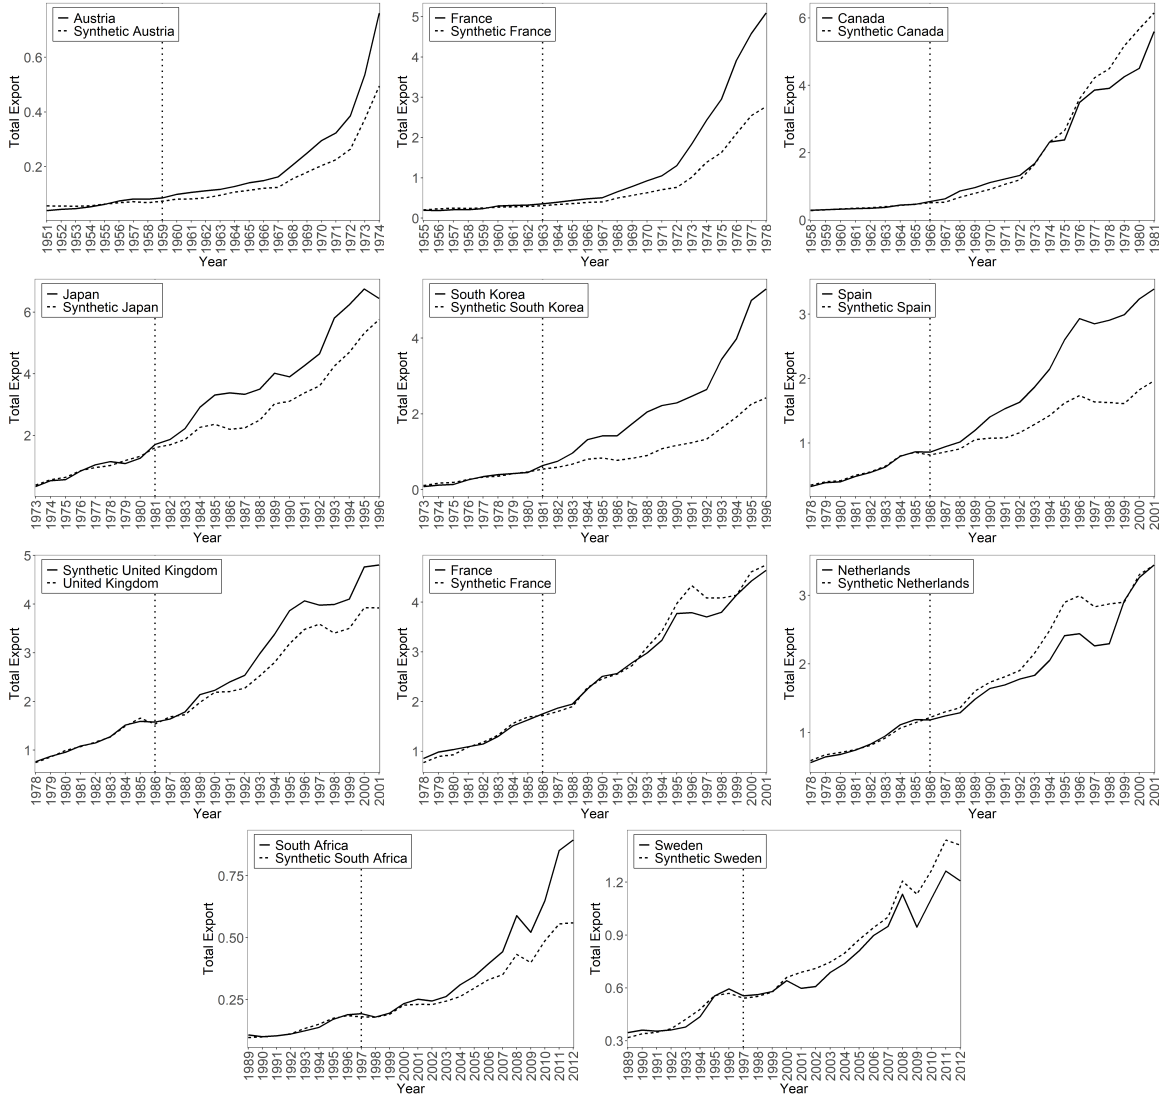 Austria
Synthetic Austria
Total Export
0.6
0.4
0.2
1951 1952 1953 1954 1955 1956 1957 1958 1959 1960 1961 1962 1963 1964 1965 1966 1967 1968 1969 1970 1971 1972 1973 1974
Year
France
Synthetic France
Total Export
5
4
3
2
1
0
1955 1956 1957 1958 1959 1960 1961 1962 1963 1964 1965 1966 1967 1968 1969 1970 1971 1972 1973 1974 1975 1976 1977 1978
Year
Canada
Synthetic Canada
Total Export
6
4
2
0
1958 1959 1960 1961 1962 1963 1964 1965 1966 1967 1968 1969 1970 1971 1972 1973 1974 1975 1976 1977 1978 1979 1980 1981
Year
Japan
Synthetic Japan
Total Export
6
4
2
1973 1974 1975 1976 1977 1978 1979 1980 1981 1982 1983 1984 1985 1986 1987 1988 1989 1990 1991 1992 1993 1994 1995 1996
Year
South Korea
Synthetic South Korea
Total Export
4
2
0
1973 1974 1975 1976 1977 1978 1979 1980 1981 1982 1983 1984 1985 1986 1987 1988 1989 1990 1991 1992 1993 1994 1995 1996
Year
Spain
Synthetic Spain
Total Export
3
2
1
1978 1979 1980 1981 1982 1983 1984 1985 1986 1987 1988 1989 1990 1991 1992 1993 1994 1995 1996 1997 1998 1999 2000 2001
Year
Synthetic United Kingdom
United Kingdom
Total Export
5
4
3
2
1
1978 1979 1980 1981 1982 1983 1984 1985 1986 1987 1988 1989 1990 1991 1992 1993 1994 1995 1996 1997 1998 1999 2000 2001
Year
France
Synthetic France
Total Export
4
3
2
1
1978 1979 1980 1981 1982 1983 1984 1985 1986 1987 1988 1989 1990 1991 1992 1993 1994 1995 1996 1997 1998 1999 2000 2001
Year
Netherlands
Synthetic Netherlands
Total Export
3
2
1
1978 1979 1980 1981 1982 1983 1984 1985 1986 1987 1988 1989 1990 1991 1992 1993 1994 1995 1996 1997 1998 1999 2000 2001
Year
South Africa
Synthetic South Africa
Total Export
0.75
0.50
0.25
1989 1990 1991 1992 1993 1994 1995 1996 1997 1998 1999 2000 2001 2002 2003 2004 2005 2006 2007 2008 2009 2010 2011 2012
Year
Sweden
Synthetic Sweden
Total Export
1.2
0.9
0.6
0.3
1989 1990 1991 1992 1993 1994 1995 1996 1997 1998 1999 2000 2001 2002 2003 2004 2005 2006 2007 2008 2009 2010 2011 2012
Year